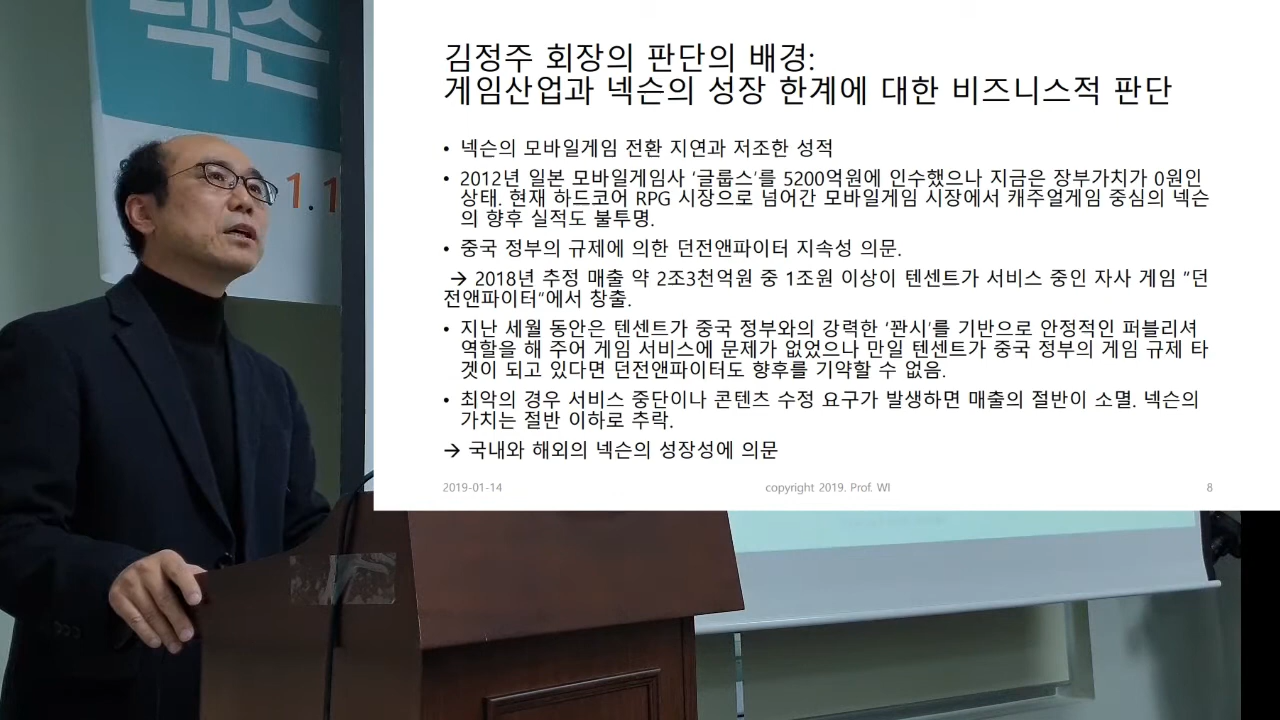 넥슨
1.1
김정주 회장의 판단의 배경:
게임산업과 넥슨의 성장 한계에 대한 비즈니스적 판단
• 넥슨의 모바일게임 전환 지연과 저조한 성적
• 2012년 일본 모바일게임사 ‘글룹스’를 5200억원에 인수했으나 지금은 장부가치가 0원인
상태. 현재 하드코어 RPG 시장으로 넘어간 모바일게임 시장에서 캐주얼게임 중심의 넥슨
의 향후 실적도 불투명.
• 중국 정부의 규제에 의한 던전앤파이터 지속성 의문.
→ 2018년 추정 매출 약 2조3천억원 중 1조원 이상이 텐센트가 서비스 중인 자사 게임 “던
전앤파이터”에서 창출.
• 지난 세월 동안은 텐센트가 중국 정부와의 강력한 ‘꽌시’를 기반으로 안정적인 퍼블리셔
역할을 해 주어 게임 서비스에 문제가 없었으나 만일 텐센트가 중국 정부의 게임 규제 타
겟이 되고 있다면 던전앤파이터도 향후를 기약할 수 없음.
• 최악의 경우 서비스 중단이나 콘텐츠 수정 요구가 발생하면 매출의 절반이 소멸. 넥슨의
가치는 절반 이하로 추락.
→ 국내와 해외의 넥슨의 성장성에 의문
2019-01-14
copyright 2019. Prof. WI
8